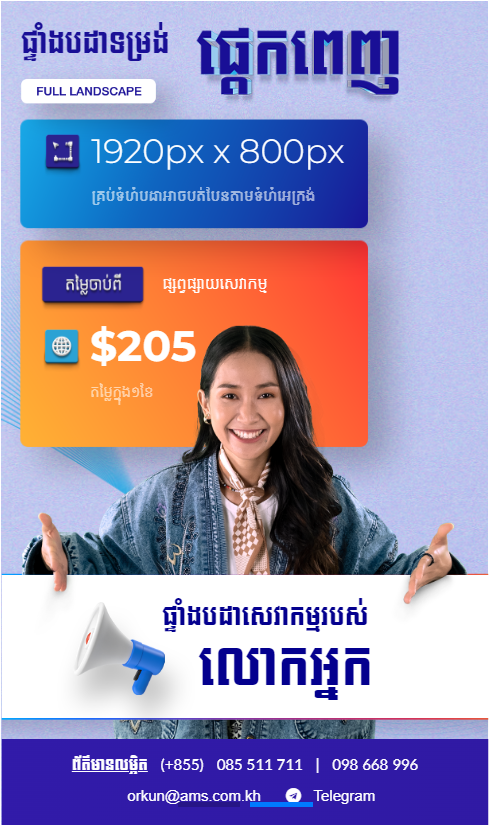 ផ្ទាំងបដាទម្រង់
ផ្តេកពេញ
FULL LANDSCAPE
1920px x 800px
គ្រប់ទំហំបដាអាចបត់បែនតាមទំហំអេក្រង់
តម្លៃចាប់ពី
ផ្សព្វផ្សាយសេវាកម្ម
$205
តម្លៃក្នុង១ខែ
ផ្ទាំងបដាសេវាកម្មរបស់
លោកអ្នក
ព័ត៌មានលម្អិត (+855) 085 511 711 | 098 668 996
orkun@ams.com.kh Telegram